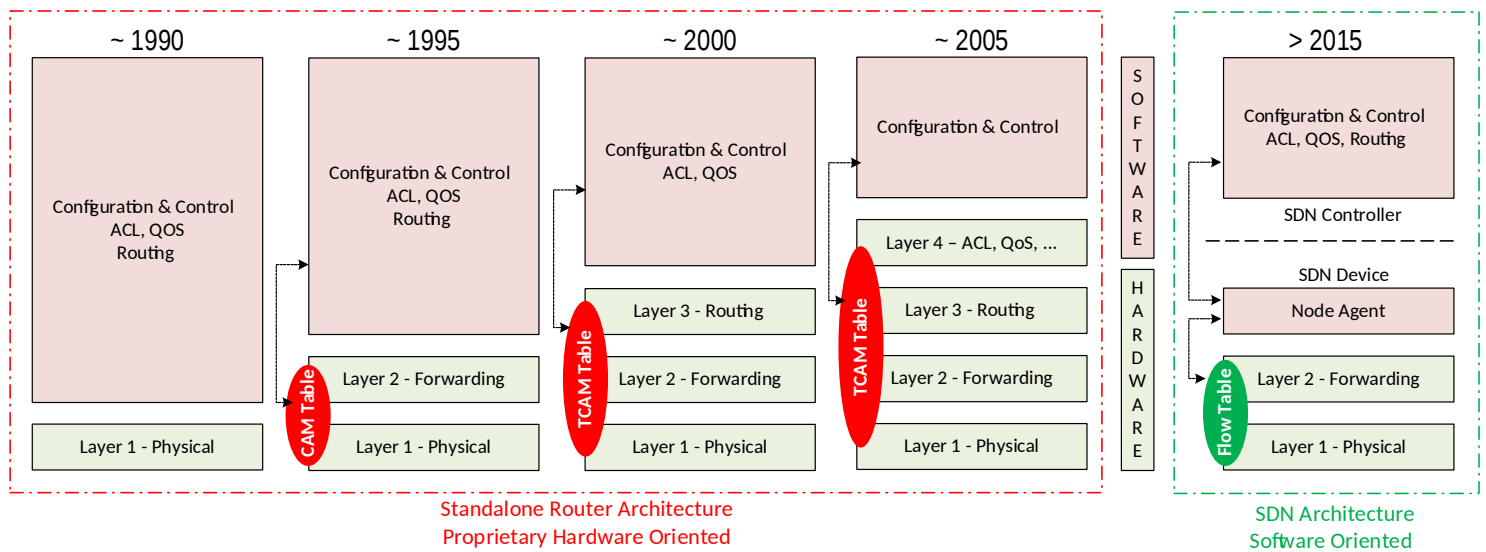 ~ 1990
Configuration & Control
ACL, QOS
Routing
Layer 1 - Physical
~ 1995
Configuration & Control
ACL, QOS
Routing
CAM Table
Layer 2 - Forwarding
Layer 1 - Physical
~ 2000
Configuration & Control
ACL, QOS
TCAM Table
Layer 3 - Routing
Layer 2 - Forwarding
Layer 1 - Physical
~ 2005
Configuration & Control
Layer 4 – ACL, QoS, ...
TCAM Table
Layer 3 - Routing
Layer 2 - Forwarding
Layer 1 - Physical
Standalone Router Architecture
Proprietary Hardware Oriented
SOFTWARE
HARDWARE
> 2015
Configuration & Control
ACL, QOS, Routing
SDN Controller
SDN Device
Node Agent
Flow Table
Layer 2 - Forwarding
Layer 1 - Physical
SDN Architecture
Software Oriented